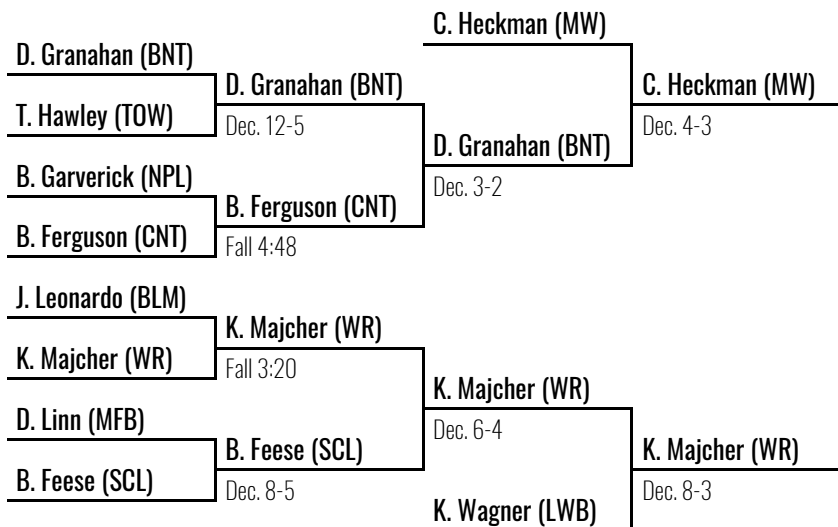 C. Heckman (MW)
D. Granahan (BNT)
D. Granahan (BNT)
C. Heckman (MW)
T. Hawley (TOW)
Dec. 12-5
Dec. 4-3
D. Granahan (BNT)
B. Garverick (NPL)
Dec. 3-2
B. Ferguson (CNT)
B. Ferguson (CNT)
Fall 4:48
J. Leonardo (BLM)
K. Majcher (WR)
K. Majcher (WR)
Fall 3:20
K. Majcher (WR)
D. Linn (MFB)
Dec. 6-4
B. Feese (SCL)
K. Majcher (WR)
B. Feese (SCL)
Dec. 8-5
Dec. 8-3
K. Wagner (LWB)